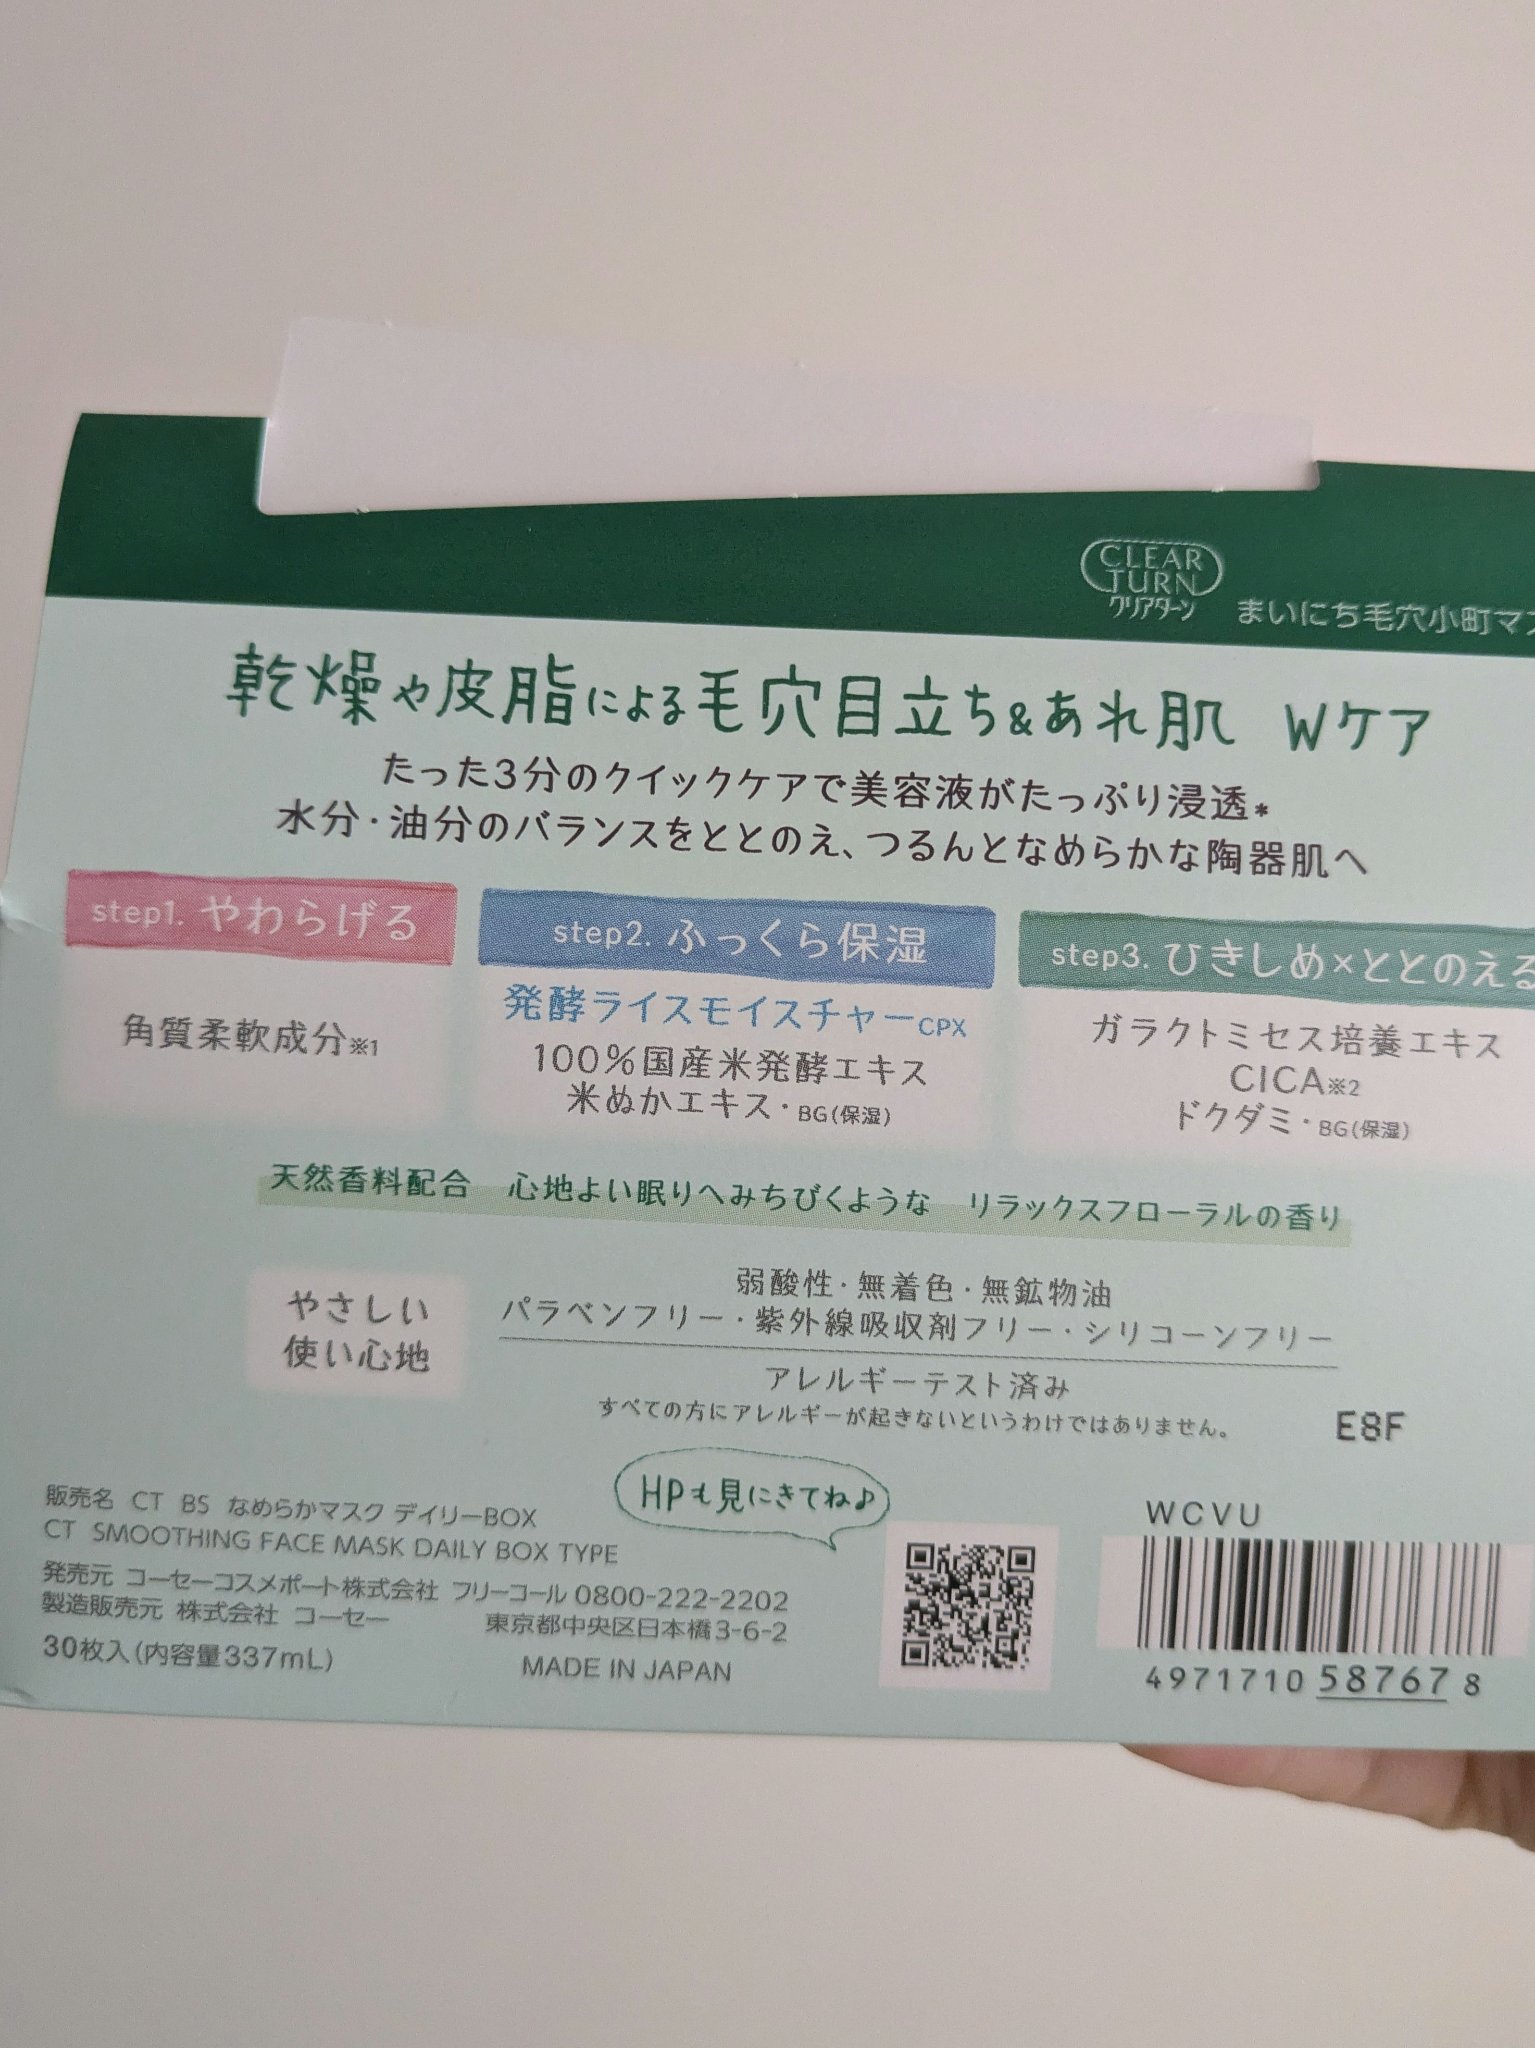 CLEAR
TURN
クリアターン
まいにち毛穴小町マス
乾燥や皮脂による毛穴目立ち&あれ肌 Wケア
たった3分のクイックケアで美容液がたっぷり浸透*
水分・油分のバランスをととのえ、つるんとなめらかな陶器肌へ
step1. やわらげる
角質柔軟成分※1
step2. ふっくら保湿
発酵ライスモイスチャーCPX
100%国産米発酵エキス
米ぬかエキス・BG(保湿)
step3. ひきしめ×ととのえる
ガラクトミセス培養エキス
CICA※2
ドクダミ・BG(保湿)
天然香料配合 心地よい眠りへみちびくような リラックスフローラルの香り
やさしい
使い心地
弱酸性・無着色・無鉱物油
パラベンフリー・紫外線吸収剤フリー・シリコーンフリー
アレルギーテスト済み
すべての方にアレルギーが起きないというわけではありません。
E8F
HPも見にきてね♪
販売名 CT BS なめらかマスク デイリーBOX
CT SMOOTHING FACE MASK DAILY BOX TYPE
発売元 コーセーコスメポート株式会社 フリーコール 0800-222-2202
製造販売元 株式会社 コーセー 東京都中央区日本橋3-6-2
30枚入(内容量337mL) MADE IN JAPAN
WCVU
4971710 587678